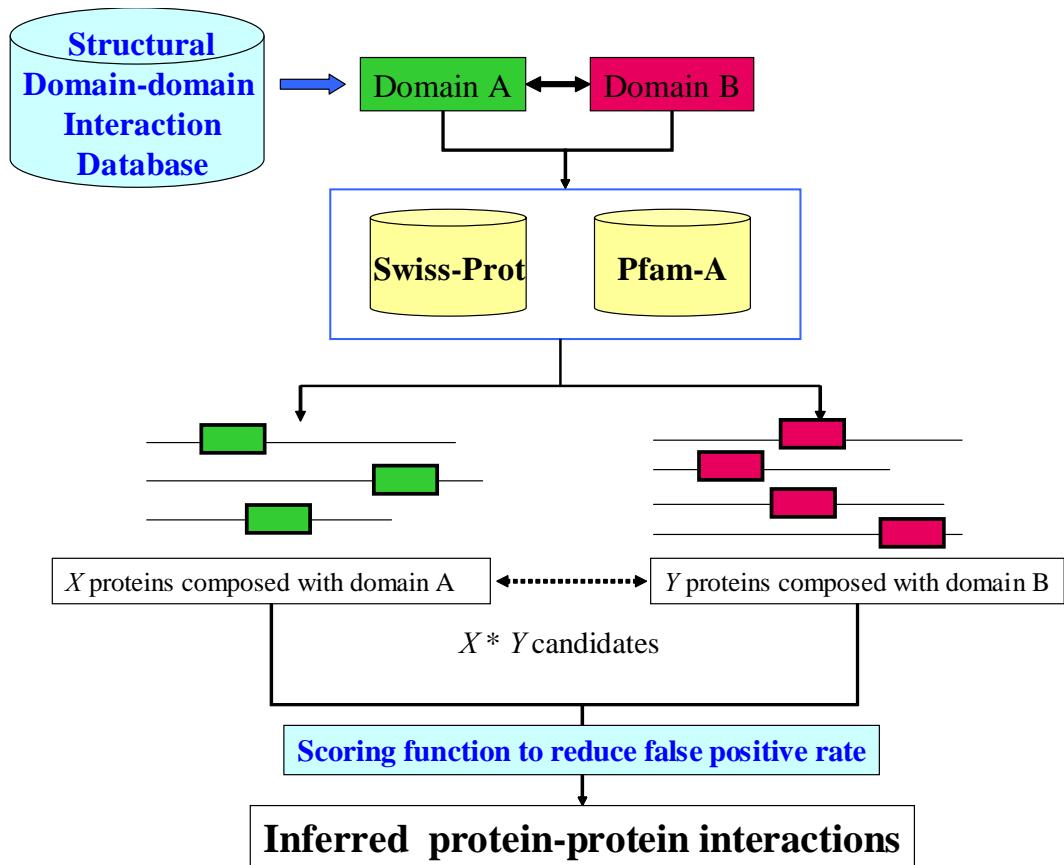 Structural
Domain-domain
Interaction
Database
Domain A
Domain B
Swiss-Prot
Pfam-A
X proteins composed with domain A
Y proteins composed with domain B
X * Y candidates
Scoring function to reduce false positive rate
Inferred protein-protein interactions